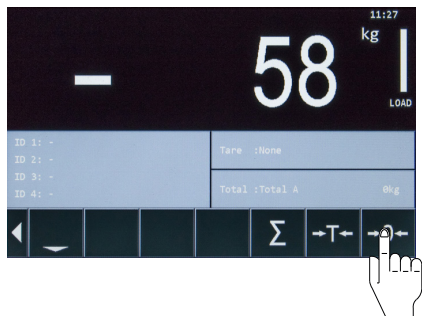 11:27
- 58 kg
LOAD
ID 1: -
ID 2: -
ID 3: -
ID 4: -
Tare :None
Total :Total A 0kg
Σ →T← →0←